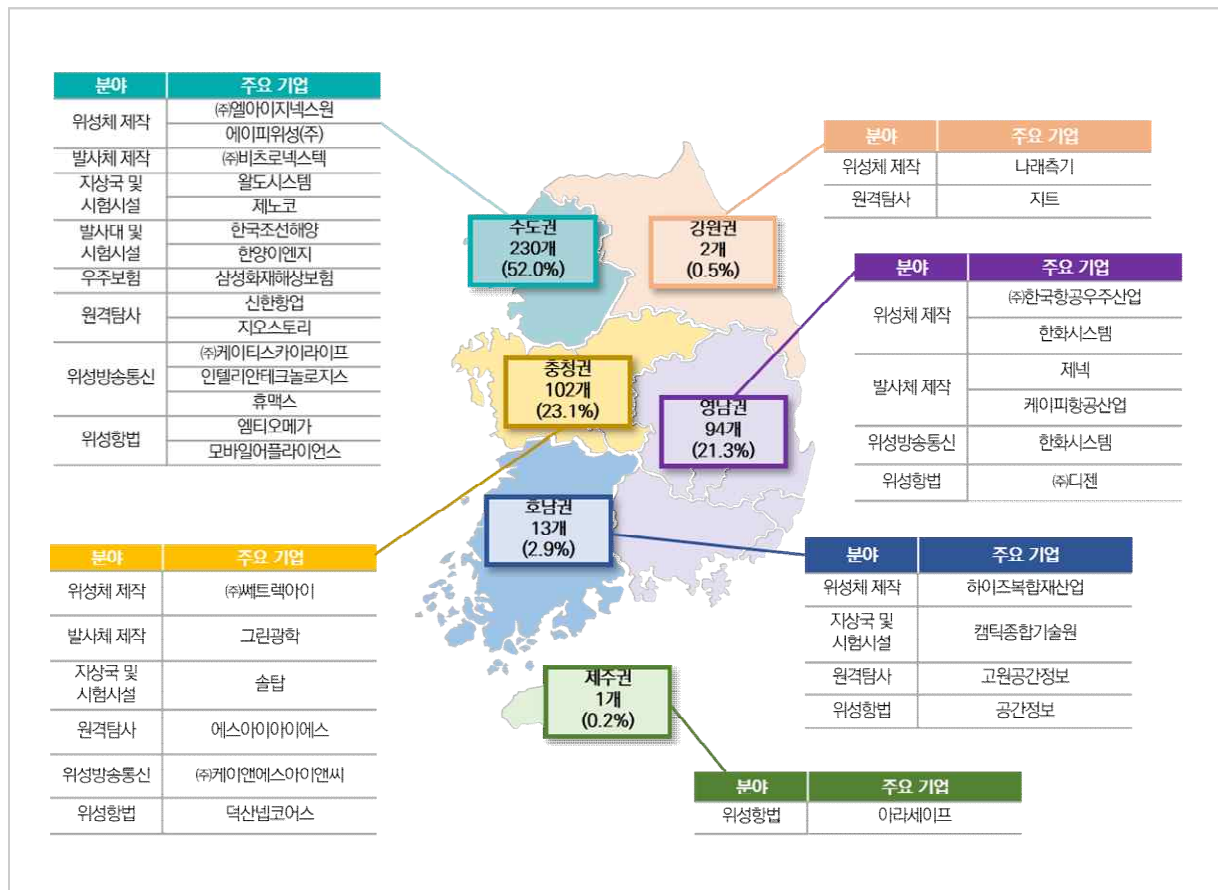 분야 주요 기업
위성체 제작 ㈜엘아이지넥스원
에이피위성(주)
발사체 제작 ㈜비츠로넥스텍
지상국 및 시험시설 왈도시스템
제노코
발사대 및 시험시설 한국조선해양
한양이엔지
우주보험 삼성화재해상보험
원격탐사 신한항업
지오스토리
위성방송통신 ㈜케이티스카이라이프
인텔리안테크놀로지스
휴맥스
위성항법 엠티오메가
모바일어플라이언스
분야 주요 기업
위성체 제작 나래측기
원격탐사 지트
수도권
230개
(52.0%)
강원권
2개
(0.5%)
분야 주요 기업
위성체 제작 ㈜한국항공우주산업
한화시스템
발사체 제작 제넥
케이피항공산업
위성방송통신 한화시스템
위성항법 ㈜디젠
충청권
102개
(23.1%)
영남권
94개
(21.3%)
호남권
13개
(2.9%)
분야 주요 기업
위성체 제작 ㈜쎄트렉아이
발사체 제작 그린광학
지상국 및 시험시설 솔탑
원격탐사 에스아이아이에스
위성방송통신 ㈜케이앤에스아이앤씨
위성항법 덕산넵코어스
분야 주요 기업
위성체 제작 하이즈복합재산업
지상국 및 시험시설 캠틱종합기술원
원격탐사 고원공간정보
위성항법 공간정보
제주권
1개
(0.2%)
분야 주요 기업
위성항법 아라세이프